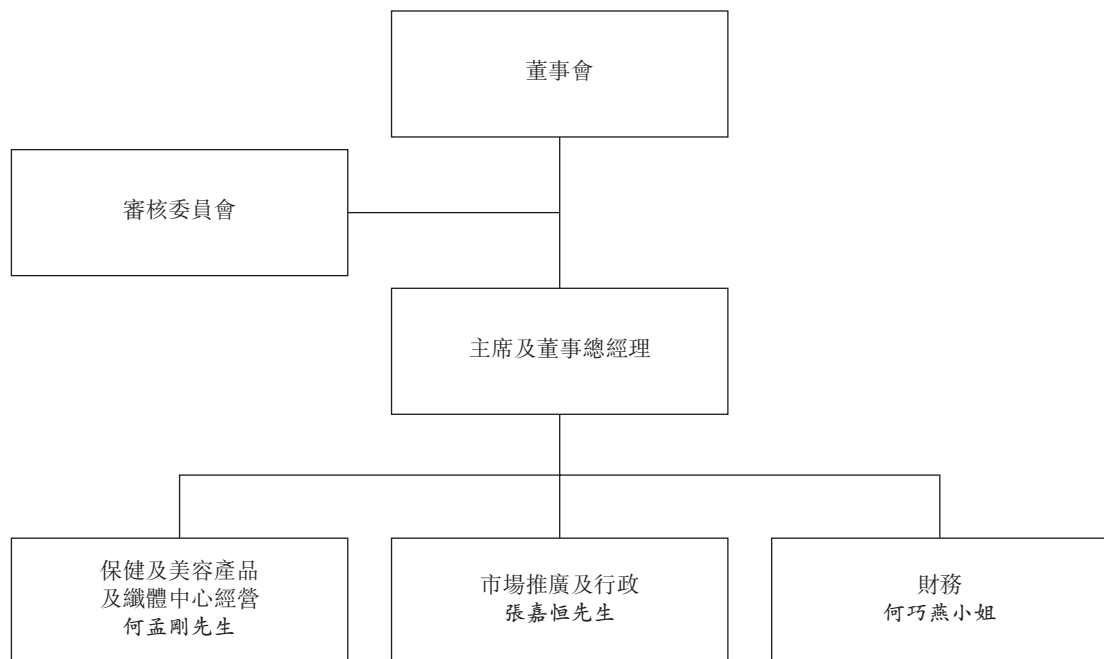 董事會
審核委員會
主席及董事總經理
保健及美容產品
及纖體中心經營
何孟剛先生
市場推廣及行政
張嘉恒先生
財務
何巧燕小姐